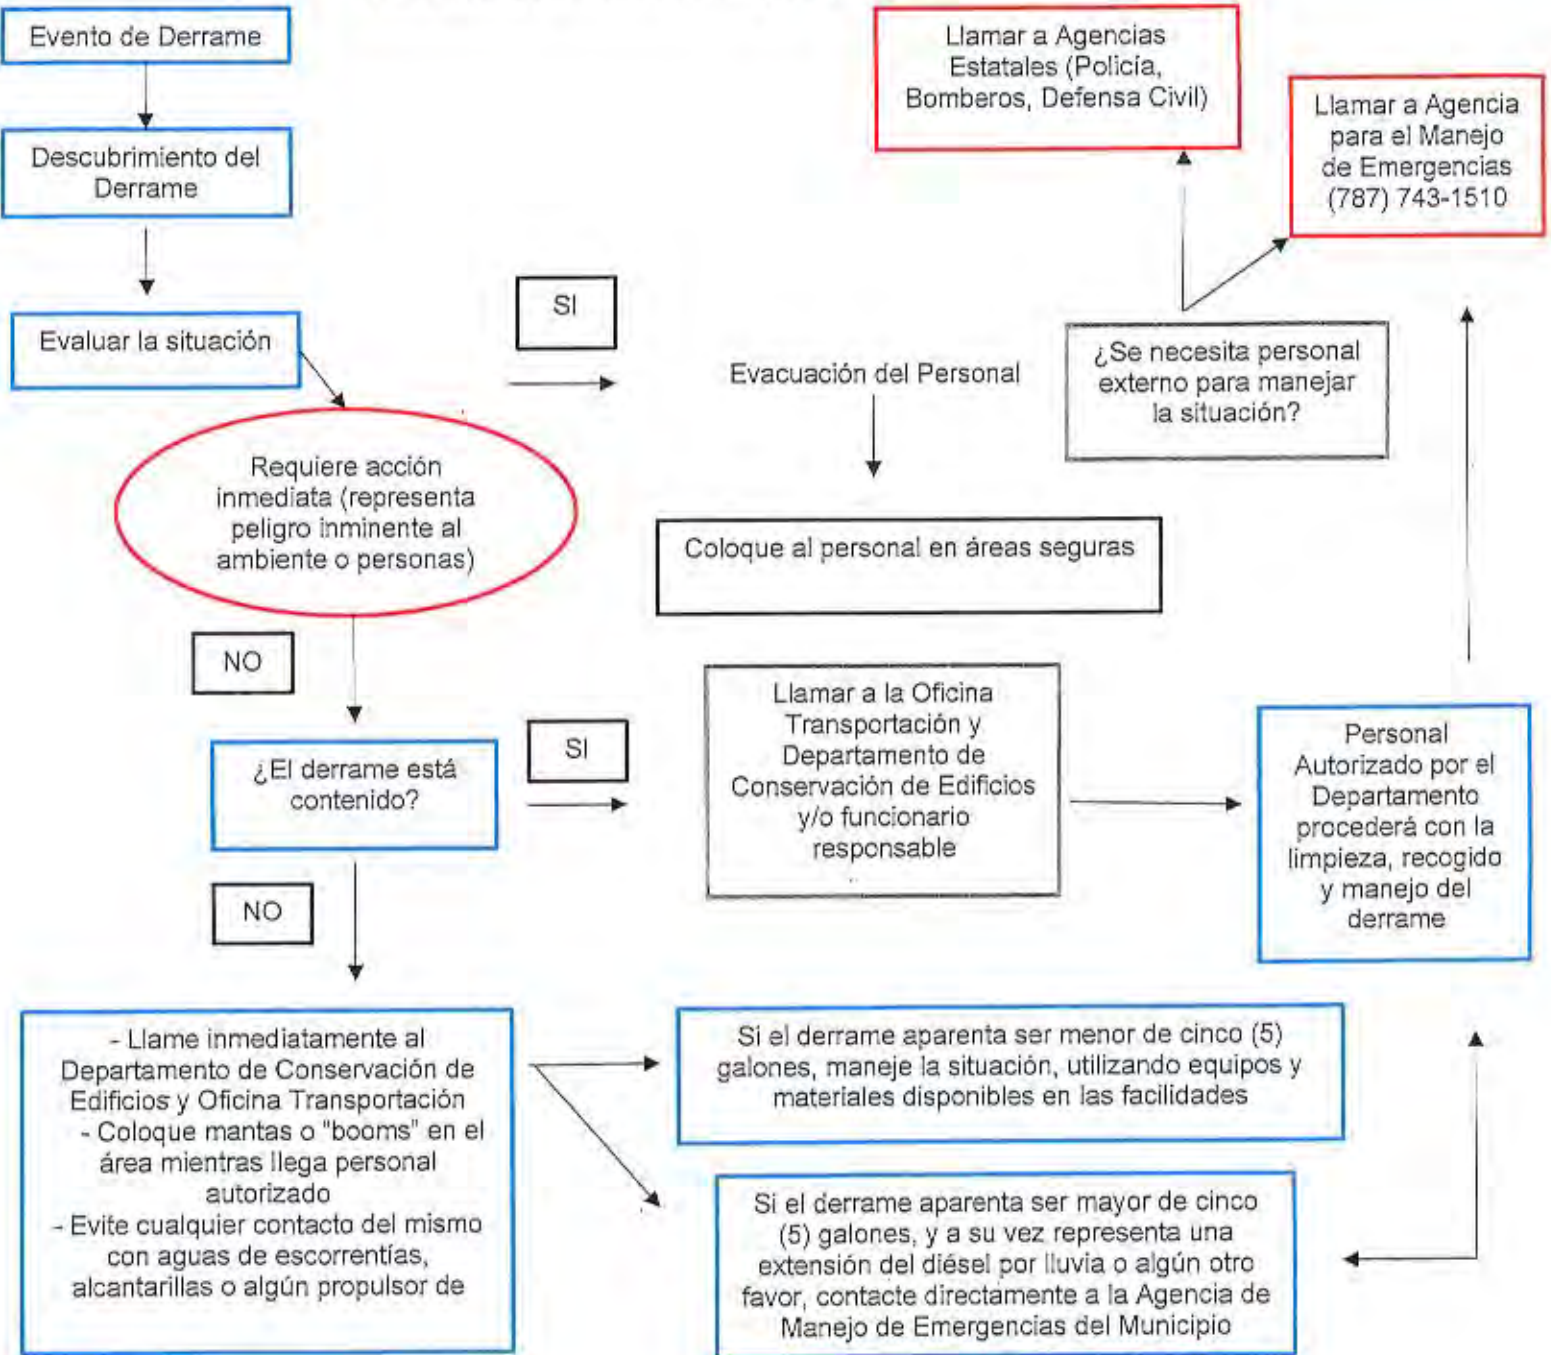 Evento de Derrame
Descubrimiento del
Derrame
Evaluar la situación
Requiere acción
inmediata (representa
peligro inminente al
ambiente o personas)
SI
Evacuación del Personal
Coloque al personal en áreas seguras
¿Se necesita personal
externo para manejar
la situación?
Llamar a Agencias
Estatales (Policía,
Bomberos, Defensa Civil)
Llamar a Agencia
para el Manejo
de Emergencias
(787) 743-1510
NO
¿El derrame está
contenido?
SI
Llamar a la Oficina
Transportación y
Departamento de
Conservación de Edificios
y/o funcionario
responsable
Personal
Autorizado por el
Departamento
procederá con la
limpieza, recogido
y manejo del
derrame
NO
- Llame inmediatamente al
Departamento de Conservación de
Edificios y Oficina Transportación
- Coloque mantas o "booms" en el
área mientras llega personal
autorizado
- Evite cualquier contacto del mismo
con aguas de escorrentías,
alcantarillas o algún propulsor de
Si el derrame aparenta ser menor de cinco (5)
galones, maneje la situación, utilizando equipos y
materiales disponibles en las facilidades
Si el derrame aparenta ser mayor de cinco
(5) galones, y a su vez representa una
extensión del diésel por lluvia o algún otro
favor, contacte directamente a la Agencia de
Manejo de Emergencias del Municipio